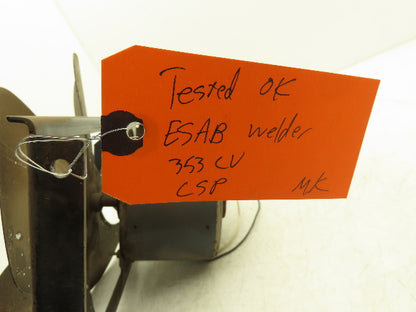 Tested OK
ESAB welder
353 CV
CSP MK